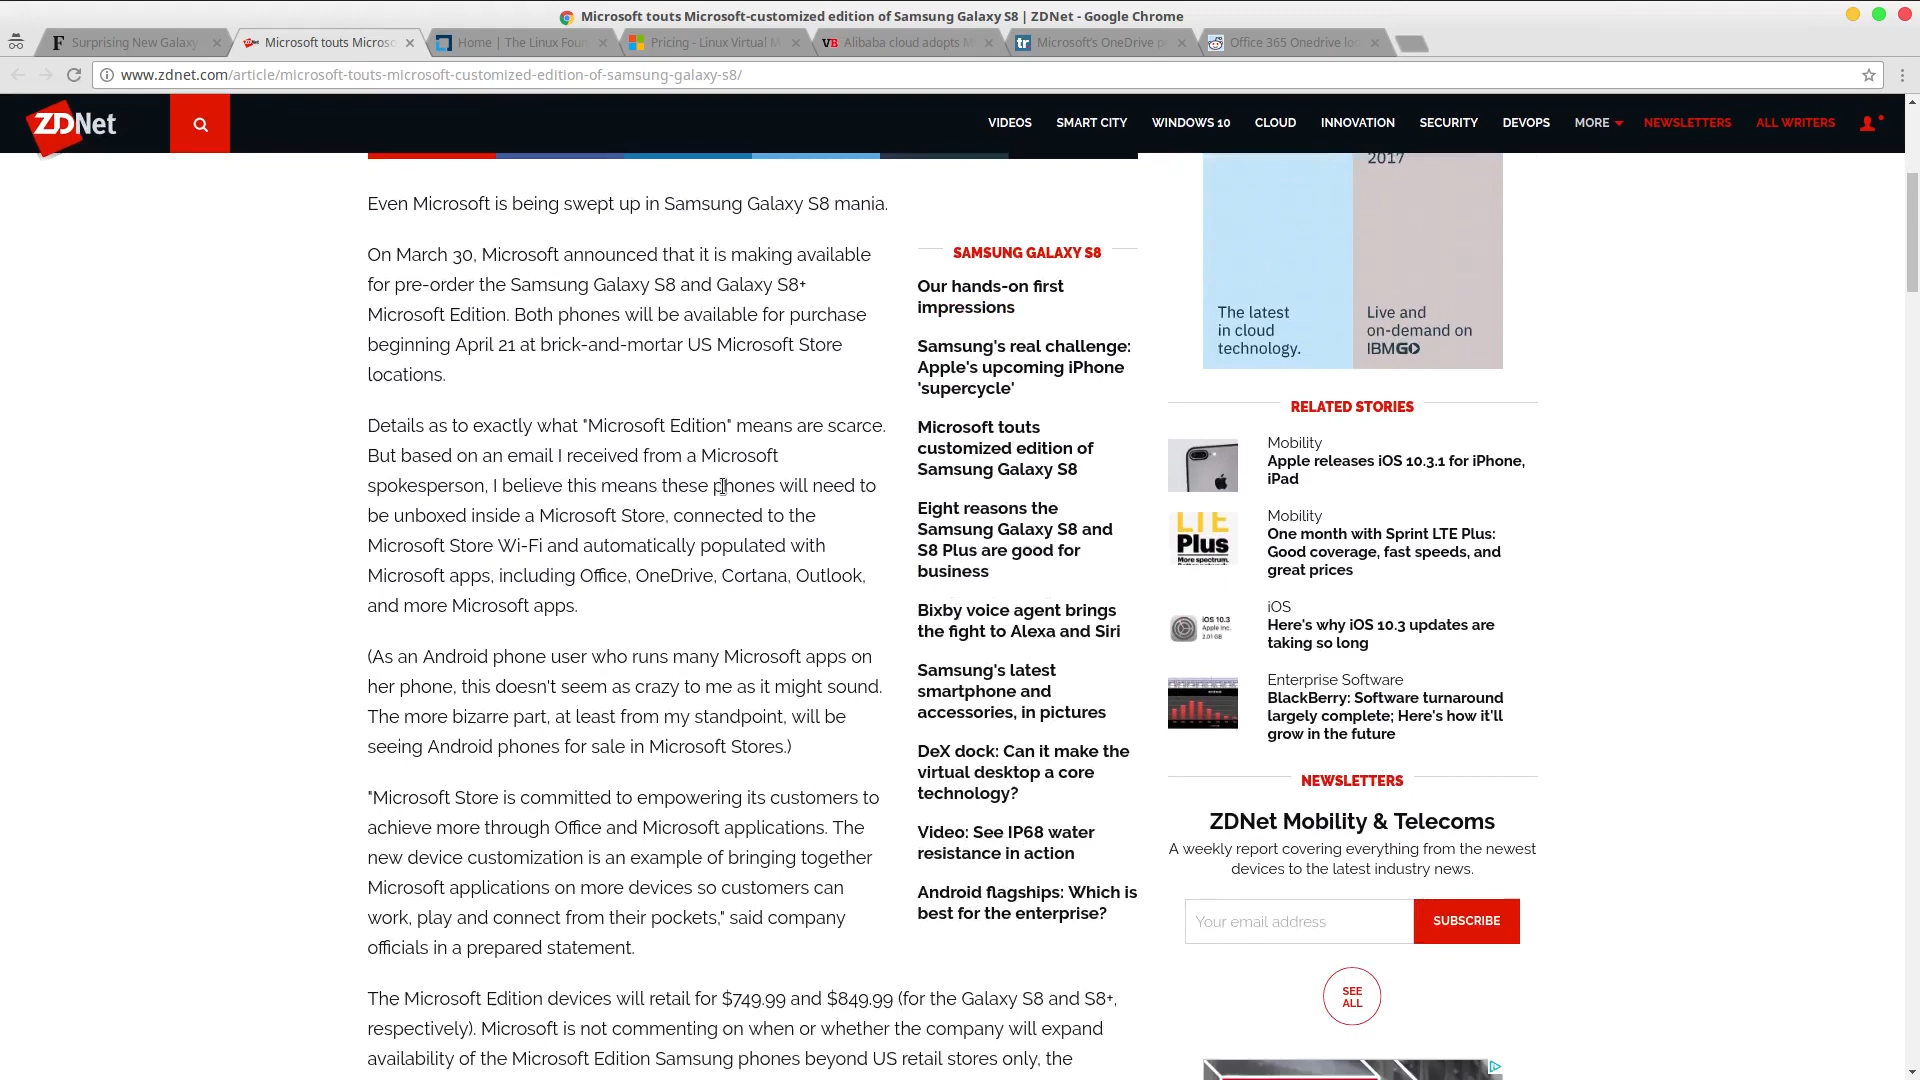 Microsoft touts Microsoft-customized edition of Samsung Galaxy S8 | ZDNet - Google Chrome
Surprising New Galaxy
Microsoft touts Microso
Home | The Linux Foun
Pricing - Linux Virtual M
Alibaba cloud adopts M
Microsoft's OneDrive p
Office 365 Onedrive lo
www.zdnet.com/article/microsoft-touts-microsoft-customized-edition-of-samsung-galaxy-s8/
ZDNet
VIDEOS
SMART CITY
WINDOWS 10
CLOUD
INNOVATION
SECURITY
DEVOPS
MORE
NEWSLETTERS
ALL WRITERS
Even Microsoft is being swept up in Samsung Galaxy S8 mania.
On March 30, Microsoft announced that it is making available
for pre-order the Samsung Galaxy S8 and Galaxy S8+
Microsoft Edition. Both phones will be available for purchase
beginning April 21 at brick-and-mortar US Microsoft Store
locations.
Details as to exactly what "Microsoft Edition" means are scarce.
But based on an email I received from a Microsoft
spokesperson, I believe this means these phones will need to
be unboxed inside a Microsoft Store, connected to the
Microsoft Store Wi-Fi and automatically populated with
Microsoft apps, including Office, OneDrive, Cortana, Outlook,
and more Microsoft apps.
(As an Android phone user who runs many Microsoft apps on
her phone, this doesn't seem as crazy to me as it might sound.
The more bizarre part, at least from my standpoint, will be
seeing Android phones for sale in Microsoft Stores.)
"Microsoft Store is committed to empowering its customers to
achieve more through Office and Microsoft applications. The
new device customization is an example of bringing together
Microsoft applications on more devices so customers can
work, play and connect from their pockets," said company
officials in a prepared statement.
The Microsoft Edition devices will retail for $749.99 and $849.99 (for the Galaxy S8 and S8+,
respectively). Microsoft is not commenting on when or whether the company will expand
availability of the Microsoft Edition Samsung phones beyond US retail stores only, the
SAMSUNG GALAXY S8
Our hands-on first
impressions
Samsung's real challenge:
Apple's upcoming iPhone
'supercycle'
Microsoft touts
customized edition of
Samsung Galaxy S8
Eight reasons the
Samsung Galaxy S8 and
S8 Plus are good for
business
Bixby voice agent brings
the fight to Alexa and Siri
Samsung's latest
smartphone and
accessories, in pictures
DeX dock: Can it make the
virtual desktop a core
technology?
Video: See IP68 water
resistance in action
Android flagships: Which is
best for the enterprise?
2017
The latest
in cloud
technology.
Live and
on-demand on
IBMGO
RELATED STORIES
Mobility
Apple releases iOS 10.3.1 for iPhone,
iPad
LTE
Plus
Mobility
One month with Sprint LTE Plus:
Good coverage, fast speeds, and
great prices
iOS 10.3
Apple Inc.
2.01 GB
iOS
Here's why iOS 10.3 updates are
taking so long
Enterprise Software
BlackBerry: Software turnaround
largely complete; Here's how it'll
grow in the future
NEWSLETTERS
ZDNet Mobility & Telecoms
A weekly report covering everything from the newest
devices to the latest industry news.
Your email address
SUBSCRIBE
SEE
ALL